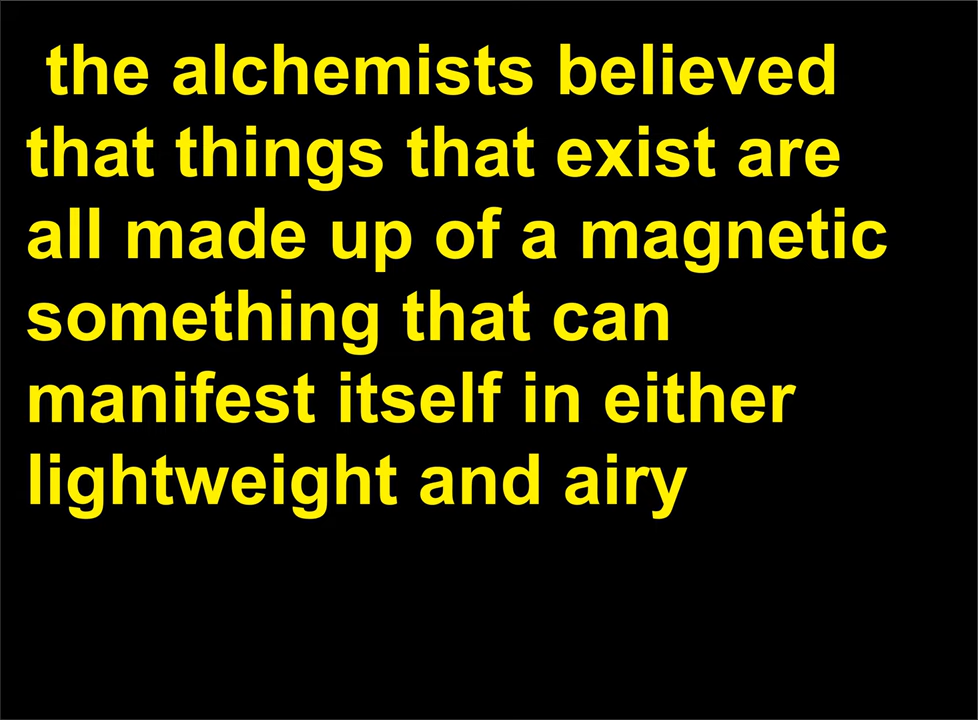 the alchemists believed
that things that exist are
all made up of a magnetic
something that can
manifest itself in either
lightweight and airy